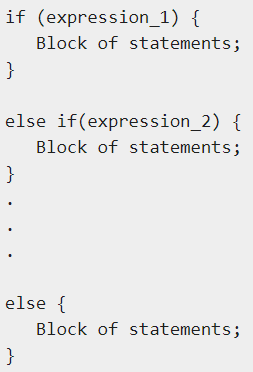 if (expression_1) {
   Block of statements;
}
else if(expression_2) {
   Block of statements;
}
.
.
.
else {
   Block of statements;
}